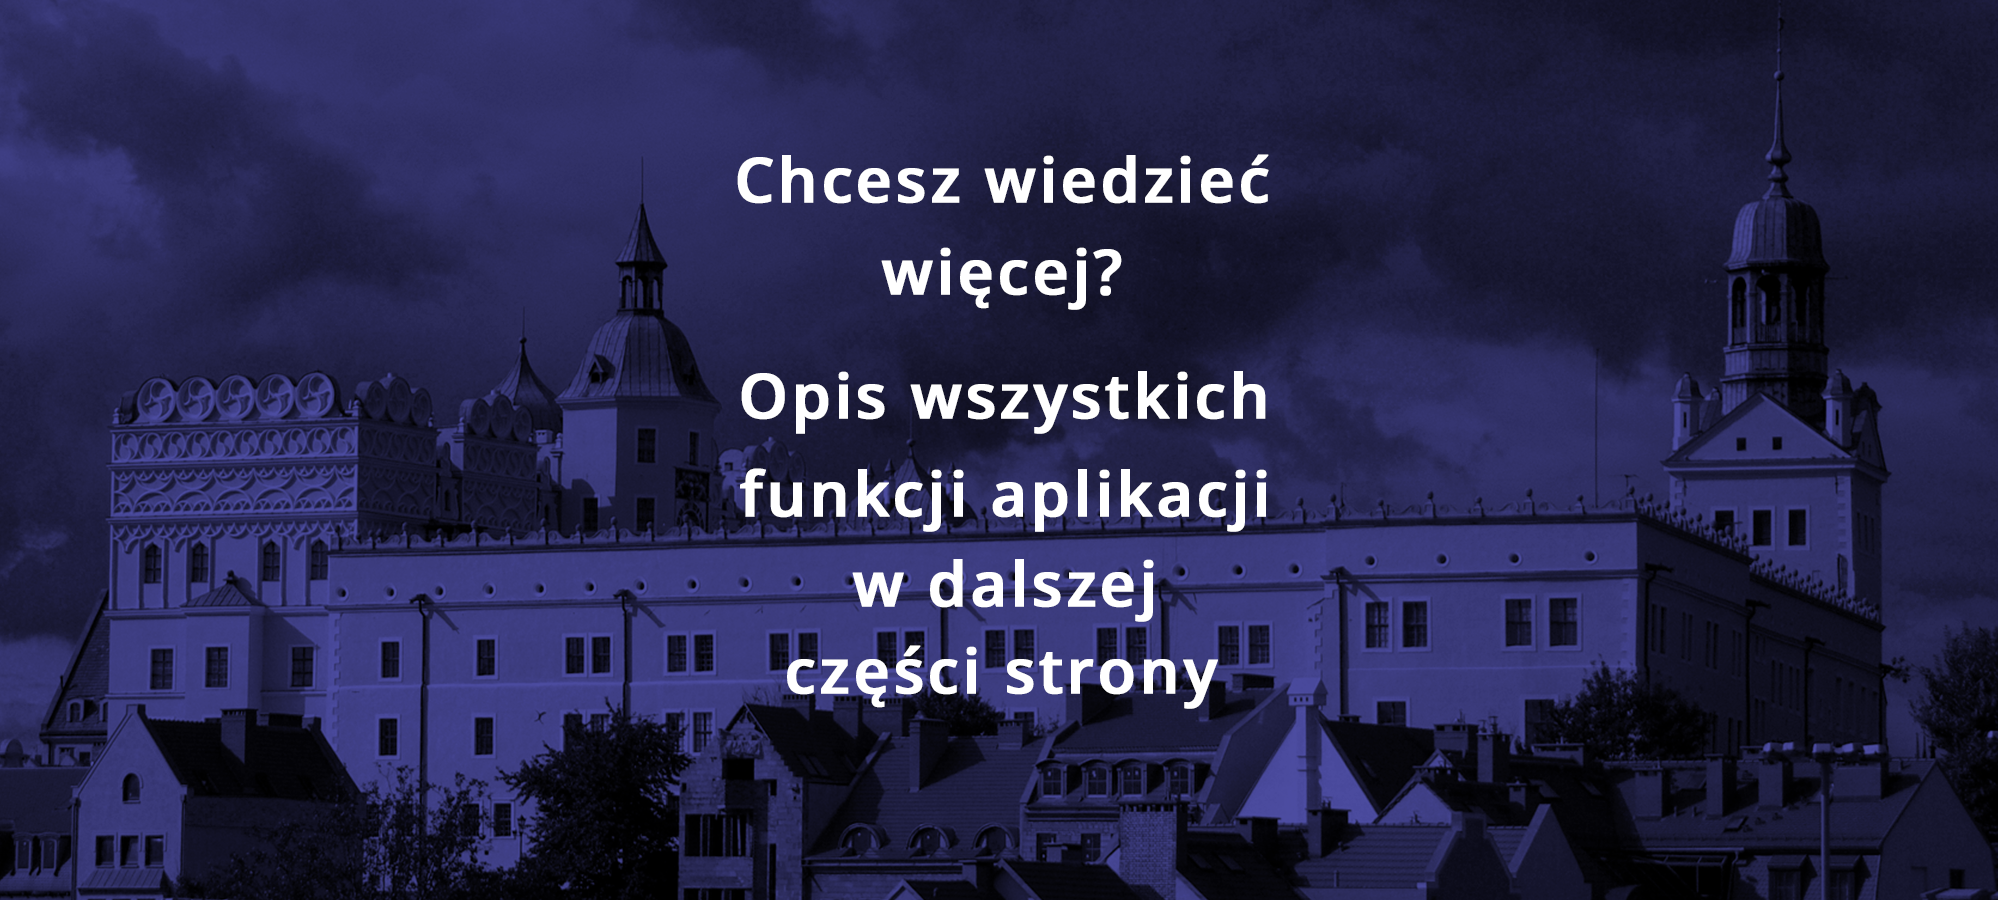 Chcesz wiedzieć
więcej?
Opis wszystkich
funkcji aplikacji
w dalszej
części strony